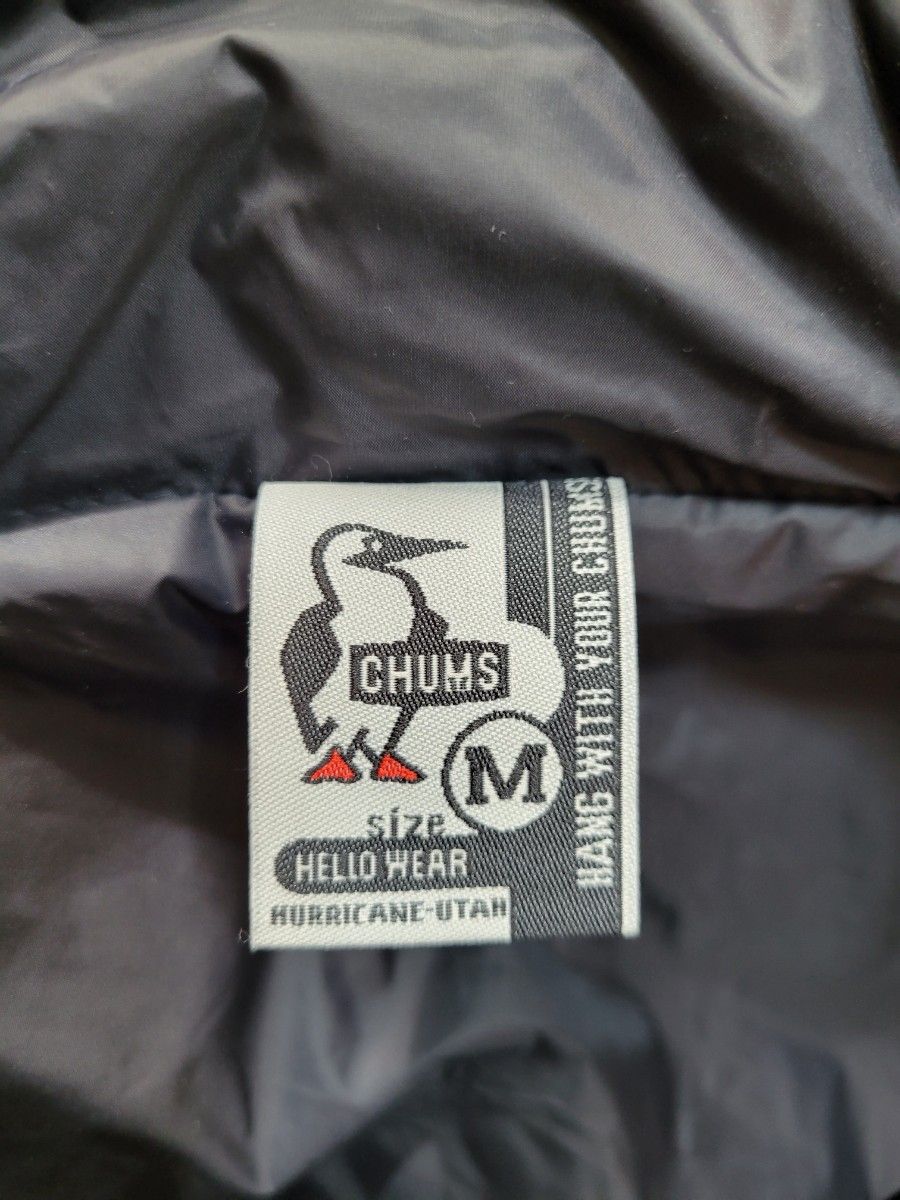 CHUMS
M
size
HELLO WEAR
HURRICANE-UTAH
HANG WITH YOUR CHUMS!